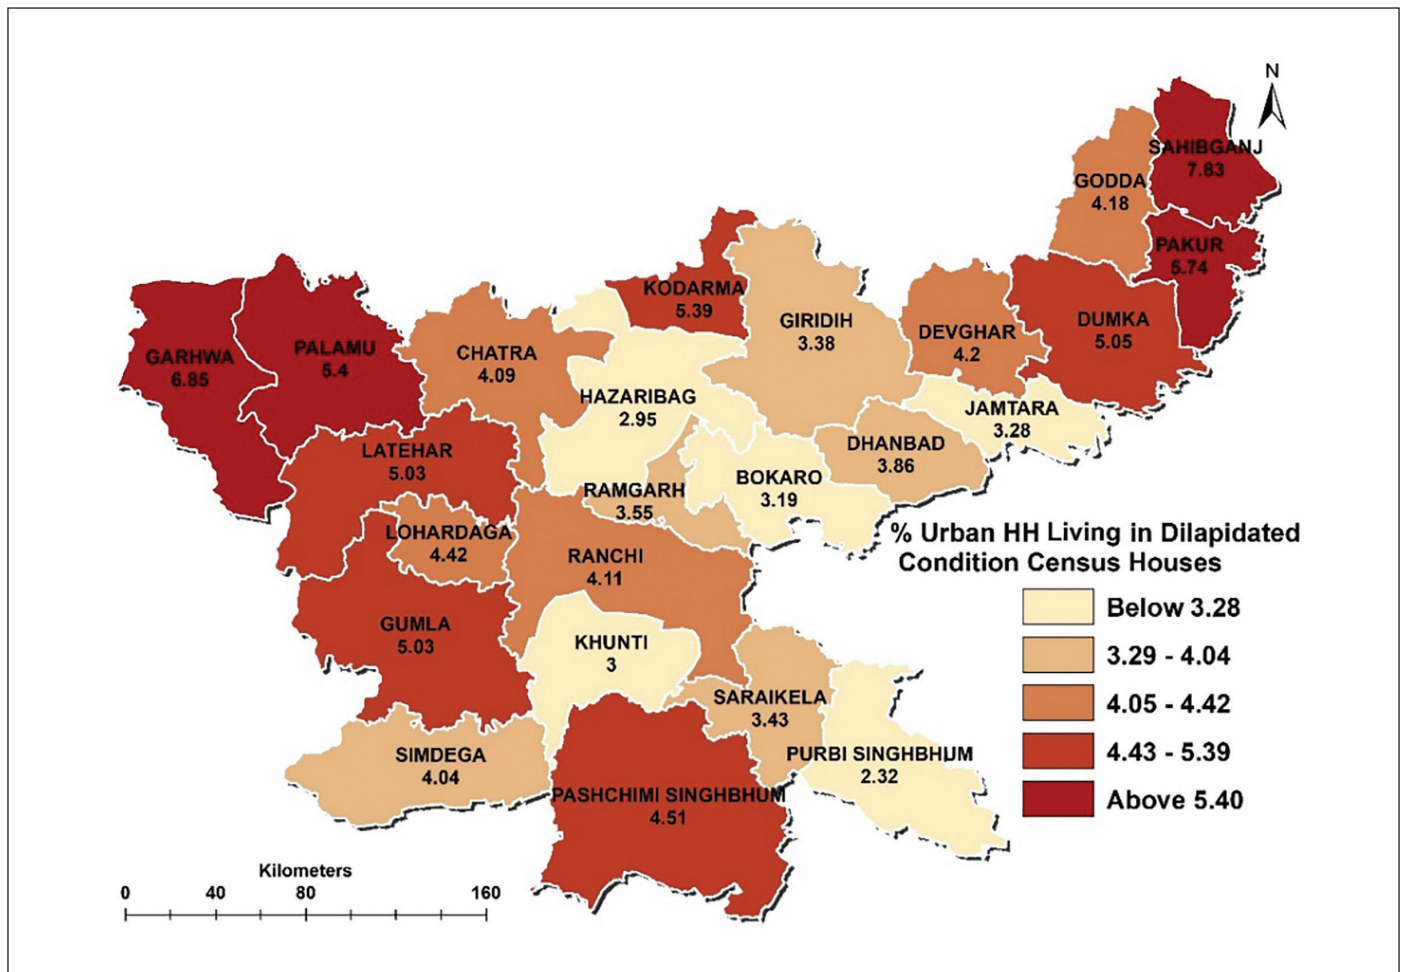 N
SAHIBGANJ
7.83
GODDA
4.18
PAKUR
5.74
KODARMA
5.39
GIRIDIH
3.38
DEVGHAR
4.2
DUMKA
5.05
GARHWA
6.85
PALAMU
5.4
CHATRA
4.09
HAZARIBAG
2.95
JAMTARA
3.28
LATEHAR
5.03
DHANBAD
3.86
RAMGARH
3.55
BOKARO
3.19
LOHARDAGA
4.42
RANCHI
4.11
GUMLA
5.03
KHUNTI
3
SARAIKELA
3.43
SIMDEGA
4.04
PURBI SINGHBHUM
2.32
PASHCHIMI SINGHBHUM
4.51
% Urban HH Living in Dilapidated
Condition Census Houses
Below 3.28
3.29 - 4.04
4.05 - 4.42
4.43 - 5.39
Above 5.40
Kilometers
0 40 80 160